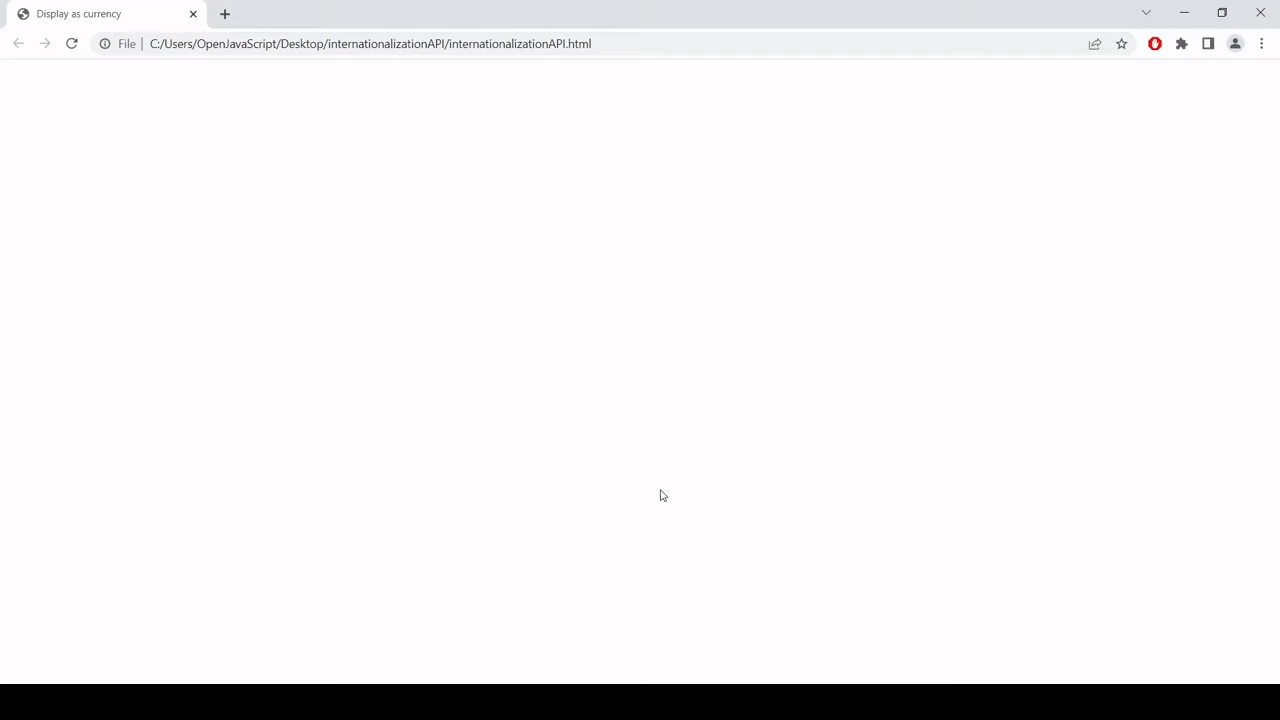 Display as currency
File
C:/Users/OpenJavaScript/Desktop/internationalizationAPI/internationalizationAPI.html